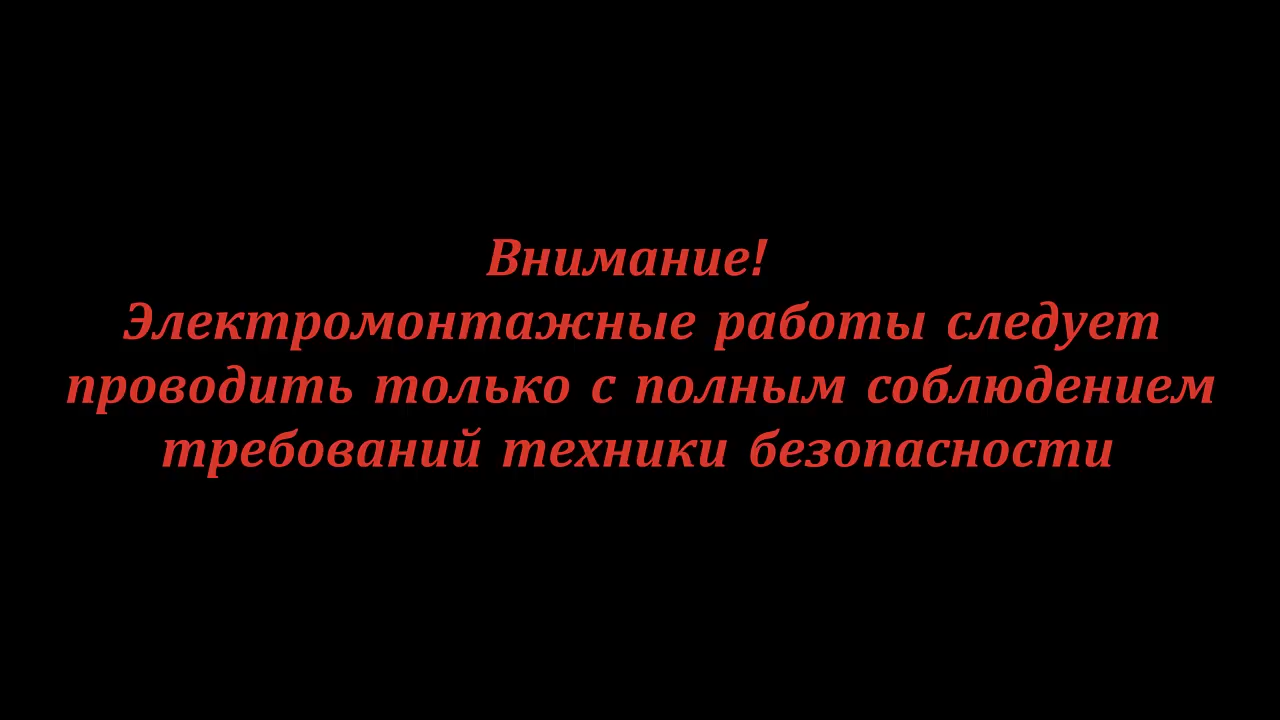 Внимание!
Электромонтажные работы следует
проводить только с полным соблюдением
требований техники безопасности